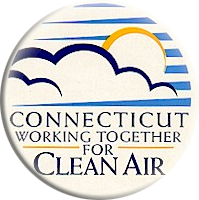 CONNECTICUT
WORKING TOGETHER
FOR
CLEAN AIR